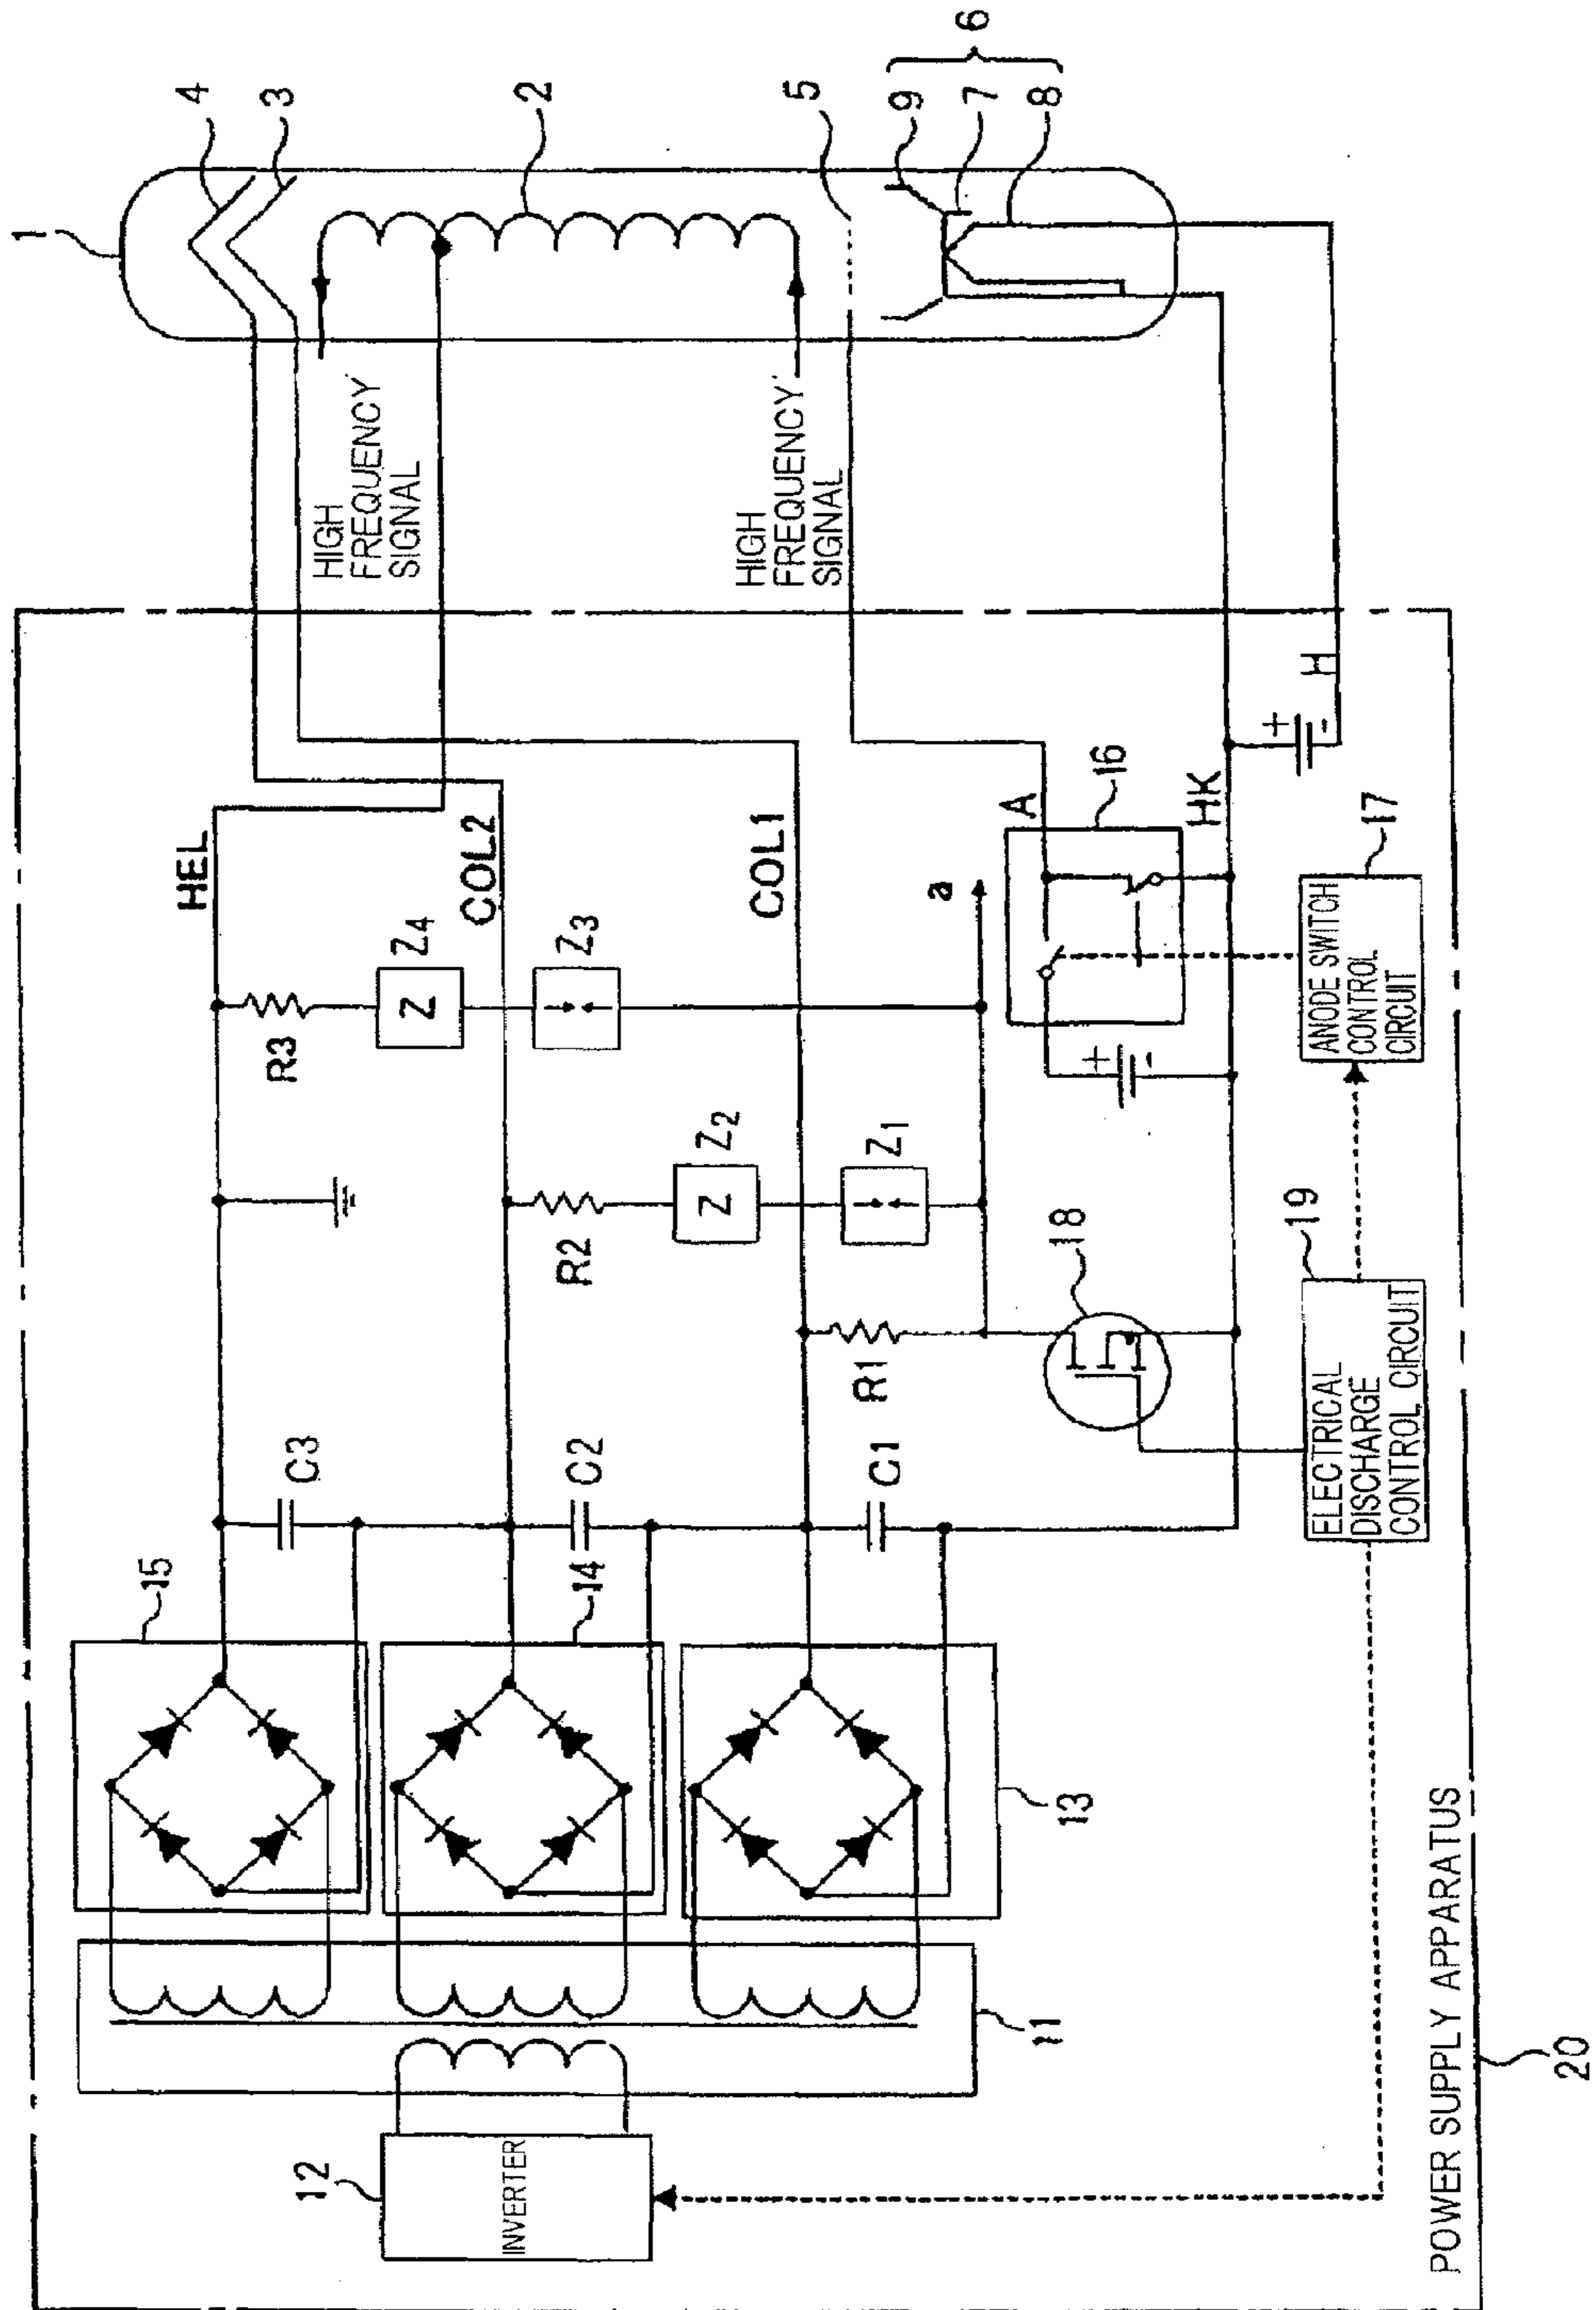 1
4
3
2
5
9
7
8
6
HIGH
FREQUENCY
SIGNAL
HIGH
FREQUENCY
SIGNAL
HEL
COL2
COL1
A
HK
H
+
-
16
17
ANODE SWITCH
CONTROL
CIRCUIT
a
+
-
R3
Z
Z4
Z3
R2
Z
Z2
Z1
R1
18
19
ELECTRICAL
DISCHARGE
CONTROL CIRCUIT
C3
C2
C1
15
14
13
11
12
INVERTER
POWER SUPPLY APPARATUS
20